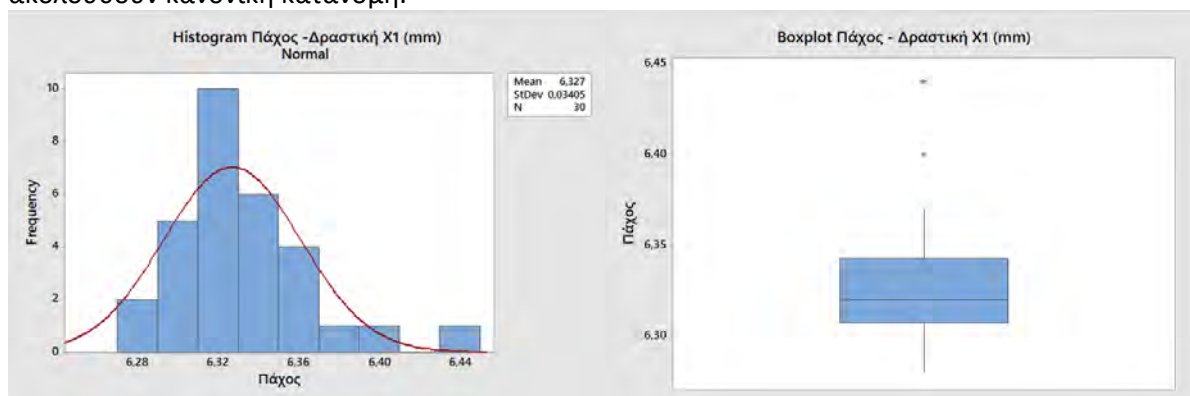 ακολουθούν κανονική κατανομή.
Histogram Πάχος -Δραστική X1 (mm)
Normal
Mean 6,327
StDev 0,03405
N 30
10
8
6
4
2
0
Frequency
6,28 6,32 6,36 6,40 6,44
Πάχος
Boxplot Πάχος - Δραστική X1 (mm)
6,45
6,40
6,35
6,30
Πάχος